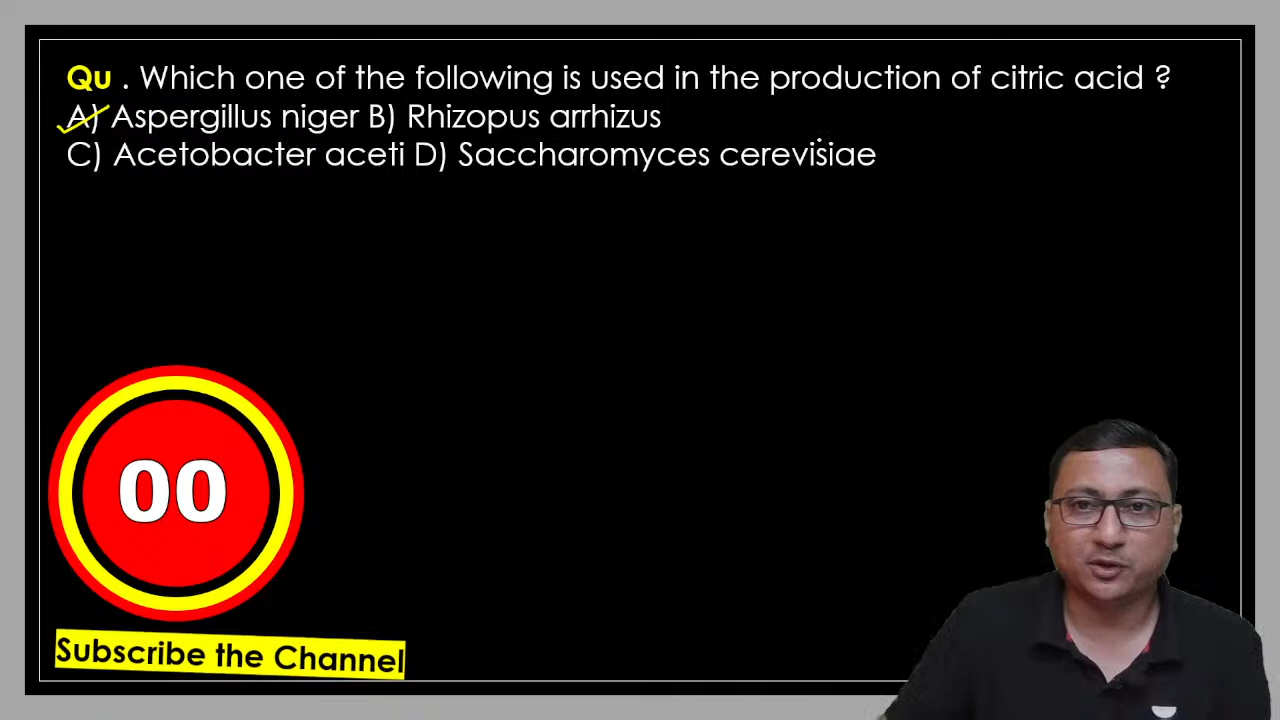 Qu . Which one of the following is used in the production of citric acid ?
A) Aspergillus niger B) Rhizopus arrhizus
C) Acetobacter aceti D) Saccharomyces cerevisiae
00
Subscribe the Channel